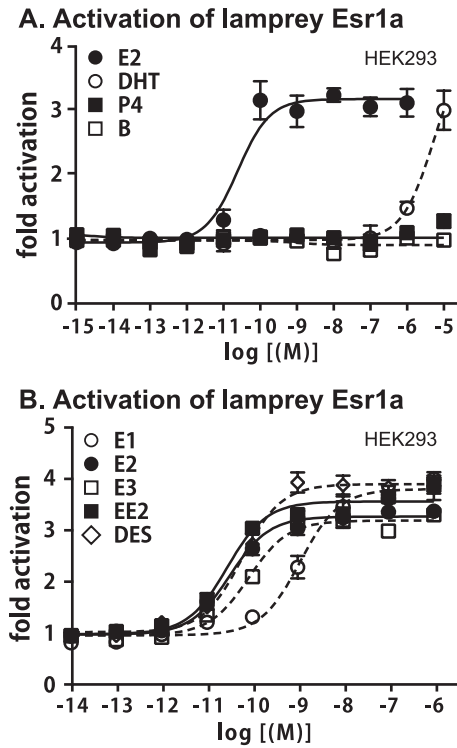 A. Activation of lamprey Esr1a
HEK293
E2
DHT
P4
B
fold activation
4
3
2
1
0
-15 -14 -13 -12 -11 -10 -9 -8 -7 -6 -5
log [(M)]
B. Activation of lamprey Esr1a
HEK293
E1
E2
E3
EE2
DES
fold activation
5
4
3
2
1
0
-14 -13 -12 -11 -10 -9 -8 -7 -6
log [(M)]